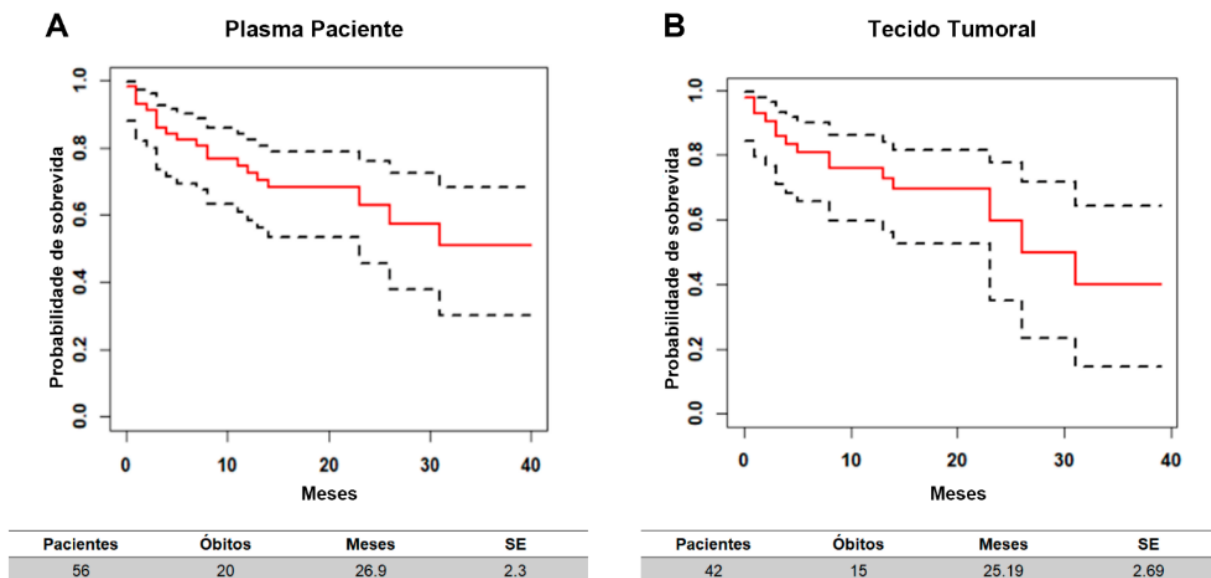 A Plasma Paciente
Probabilidade de sobrevida
1.0
0.8
0.6
0.4
0.2
0.0
0 10 20 30 40
Meses
Pacientes Óbitos Meses SE
56 20 26.9 2.3
B Tecido Tumoral
Probabilidade de sobrevida
1.0
0.8
0.6
0.4
0.2
0.0
0 10 20 30 40
Meses
Pacientes Óbitos Meses SE
42 15 25.19 2.69